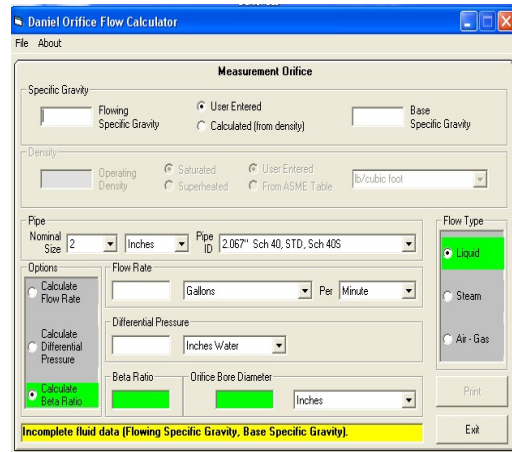 Daniel Orifice Flow Calculator
File About
Measurement Orifice
Specific Gravity
Flowing Specific Gravity
User Entered
Calculated (from density)
Base Specific Gravity
Density
Operating Density
Saturated
Superheated
User Entered
From ASME Table
lb/cubic foot
Pipe
Nominal Size 2 Inches Pipe ID 2.067" Sch 40, STD, Sch 40S
Flow Type
Liquid
Steam
Air - Gas
Options
Calculate Flow Rate
Calculate Differential Pressure
Calculate Beta Ratio
Flow Rate
Gallons Per Minute
Differential Pressure
Inches Water
Beta Ratio
Orifice Bore Diameter
Inches
Print
Exit
Incomplete fluid data (Flowing Specific Gravity, Base Specific Gravity).